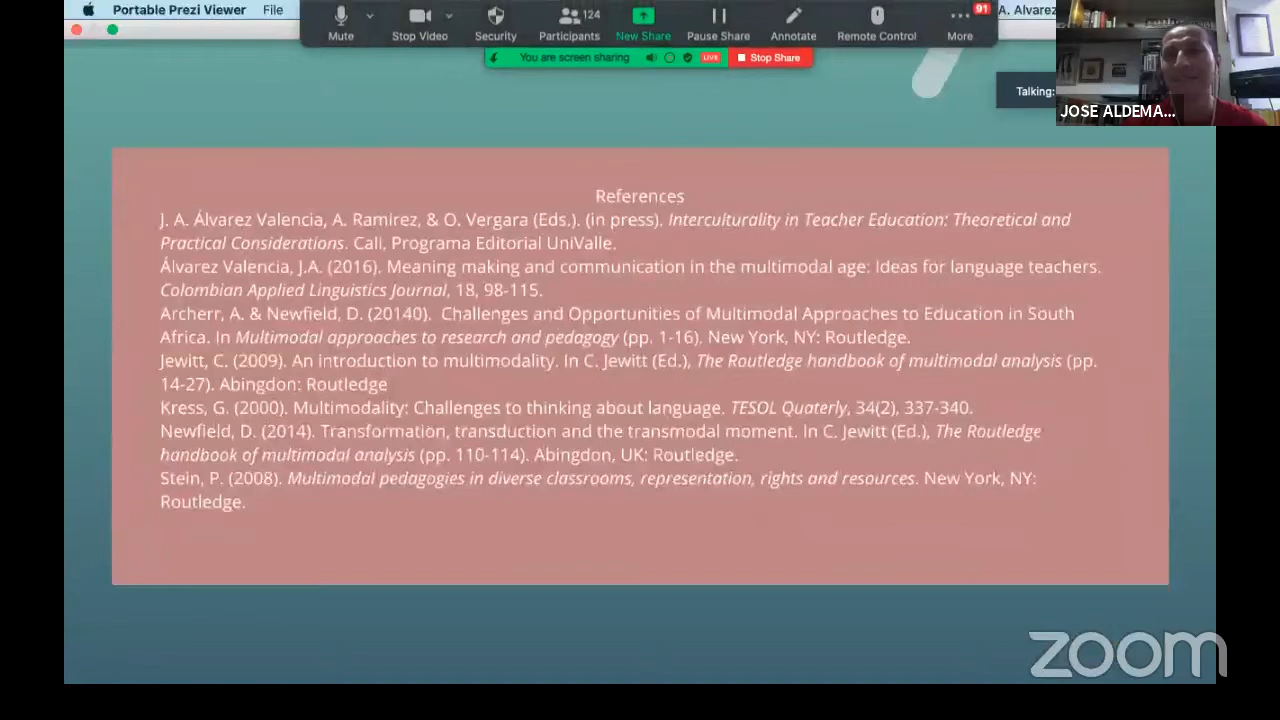 Portable Prezi Viewer File
124
91
A. Alvarez
Mute Stop Video Security Participants New Share Pause Share Annotate Remote Control More
You are screen sharing LIVE Stop Share
Talking:
JOSE ALDEMA...
References
J. A. Álvarez Valencia, A. Ramirez, & O. Vergara (Eds.). (in press). Interculturality in Teacher Education: Theoretical and
Practical Considerations. Cali, Programa Editorial UniValle.
Álvarez Valencia, J.A. (2016). Meaning making and communication in the multimodal age: Ideas for language teachers.
Colombian Applied Linguistics Journal, 18, 98-115.
Archerr, A. & Newfield, D. (20140). Challenges and Opportunities of Multimodal Approaches to Education in South
Africa. In Multimodal approaches to research and pedagogy (pp. 1-16). New York, NY: Routledge.
Jewitt, C. (2009). An introduction to multimodality. In C. Jewitt (Ed.), The Routledge handbook of multimodal analysis (pp.
14-27). Abingdon: Routledge
Kress, G. (2000). Multimodality: Challenges to thinking about language. TESOL Quaterly, 34(2), 337-340.
Newfield, D. (2014). Transformation, transduction and the transmodal moment. In C. Jewitt (Ed.), The Routledge
handbook of multimodal analysis (pp. 110-114). Abingdon, UK: Routledge.
Stein, P. (2008). Multimodal pedagogies in diverse classrooms, representation, rights and resources. New York, NY:
Routledge.
zoom